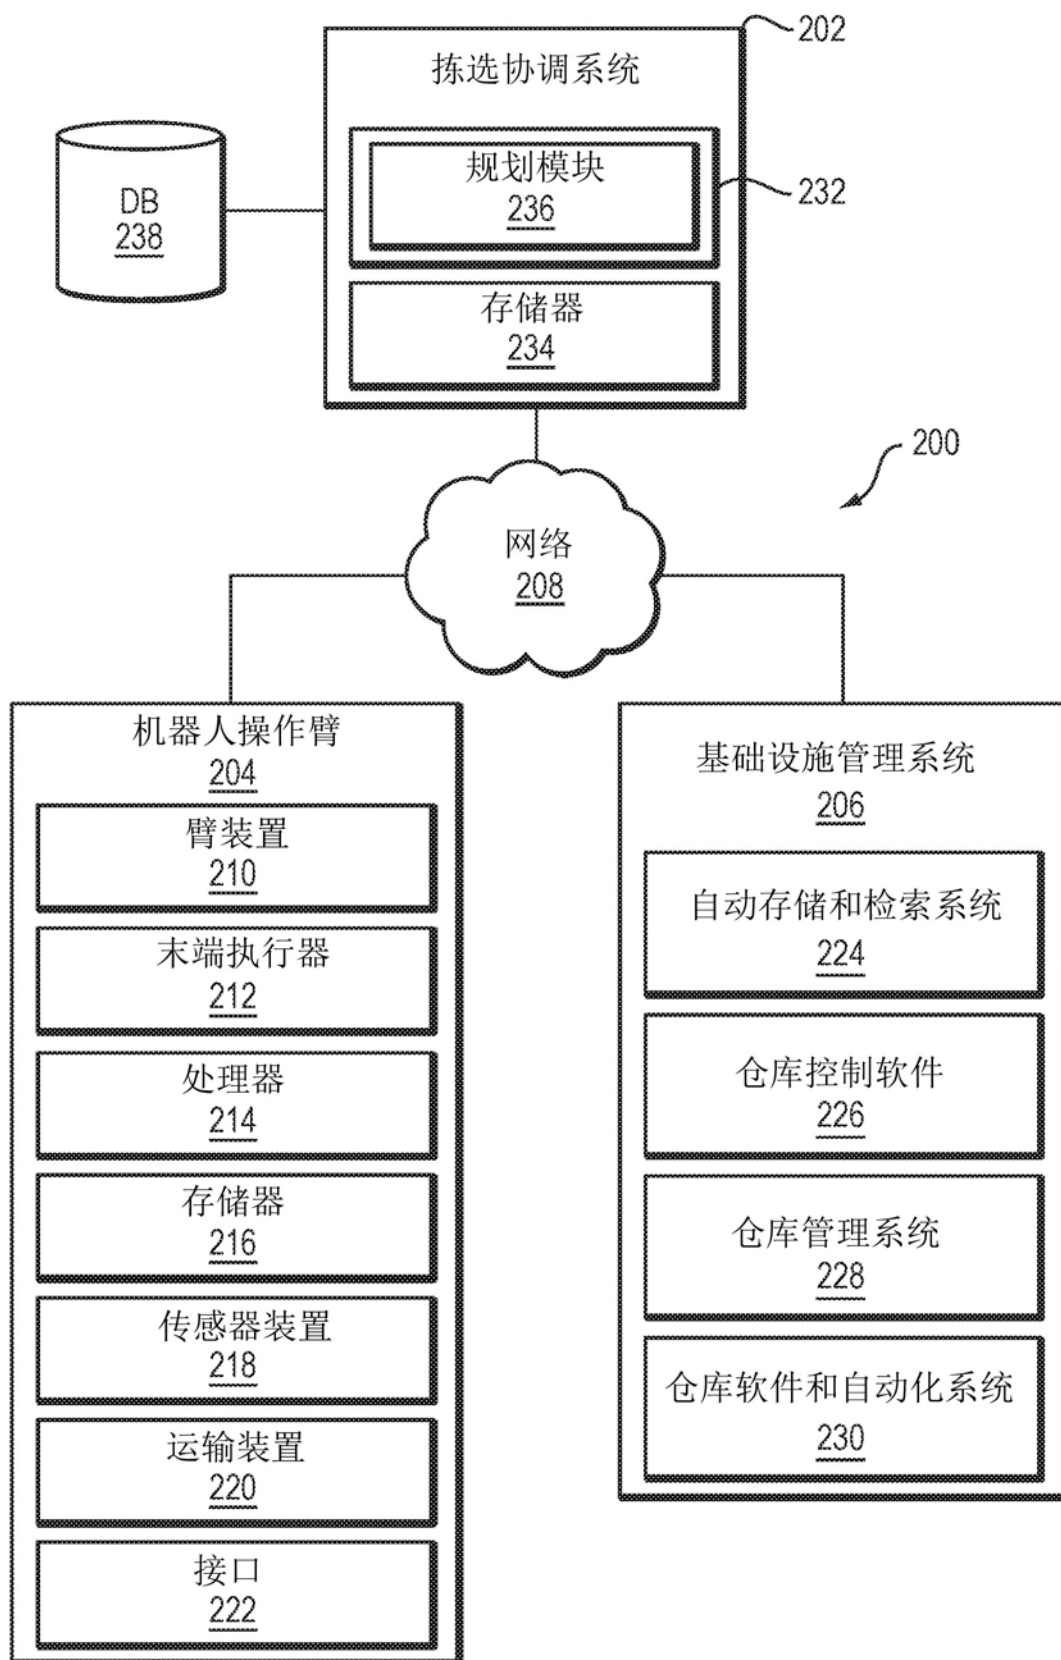 202
拣选协调系统
规划模块
236
232
DB
238
存储器
234
200
网络
208
机器人操作臂
204
臂装置
210
末端执行器
212
处理器
214
存储器
216
传感器装置
218
运输装置
220
接口
222
基础设施管理系统
206
自动存储和检索系统
224
仓库控制软件
226
仓库管理系统
228
仓库软件和自动化系统
230